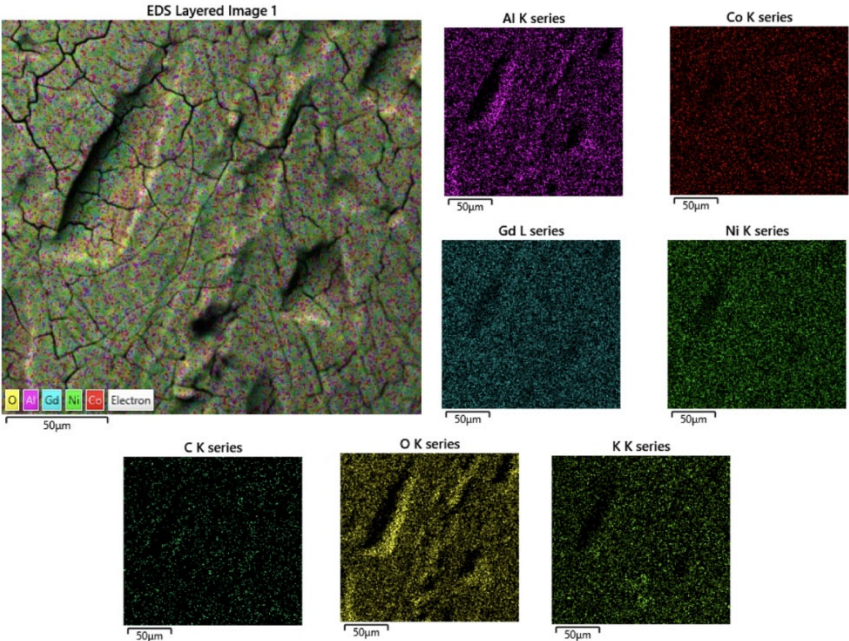 EDS Layered Image 1
O Al Gd Ni Co Electron
50μm
Al K series
50μm
Co K series
50μm
Gd L series
50μm
Ni K series
50μm
C K series
50μm
O K series
50μm
K K series
50μm